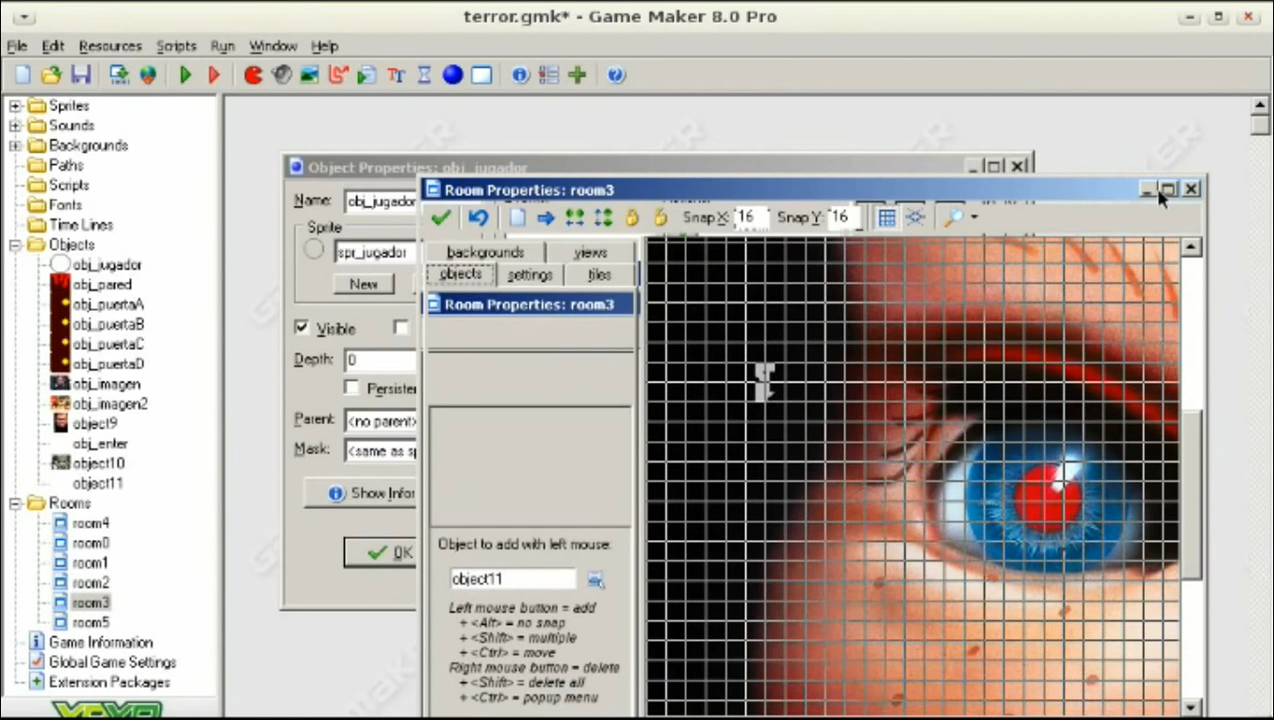 terror.gmk* - Game Maker 8.0 Pro
File Edit Resources Scripts Run Window Help
Sprites
Sounds
Backgrounds
Paths
Scripts
Fonts
Time Lines
Objects
obj_jugador
obj_pared
obj_puertaA
obj_puertaB
obj_puertaC
obj_puertaD
obj_imagen
obj_imagen2
object9
obj_enter
object10
object11
Rooms
room4
room0
room1
room2
room3
room5
Game Information
Global Game Settings
Extension Packages
Object Properties: obj_jugador
Name: obj_jugador
Sprite
spr_jugador
New
Visible
Depth: 0
Parent: <no parent>
Mask: <same as
OK
Room Properties: room3
Snap X: 16 Snap Y: 16
backgrounds views
objects settings tiles
Room Properties: room3
Object to add with left mouse:
object11
Left mouse button = add
+ <Alt> = no snap
+ <Shift> = multiple
+ <Ctrl> = move
Right mouse button = delete
+ <Shift> = delete all
+ <Ctrl> = popup menu